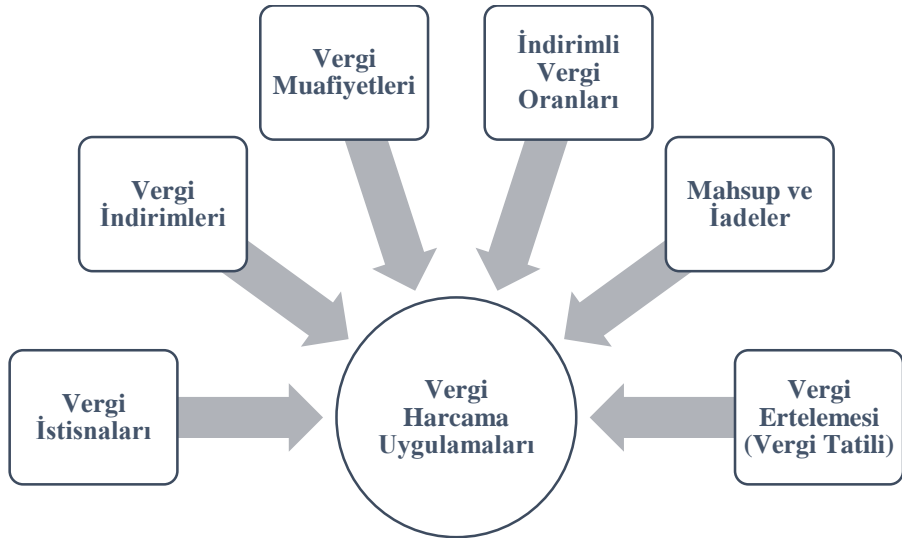 Vergi
Muafiyetleri
İndirimli
Vergi
Oranları
Vergi
İndirimleri
Mahsup ve
İadeler
Vergi
İstisnaları
Vergi
Harcama
Uygulamaları
Vergi
Ertelemesi
(Vergi Tatili)